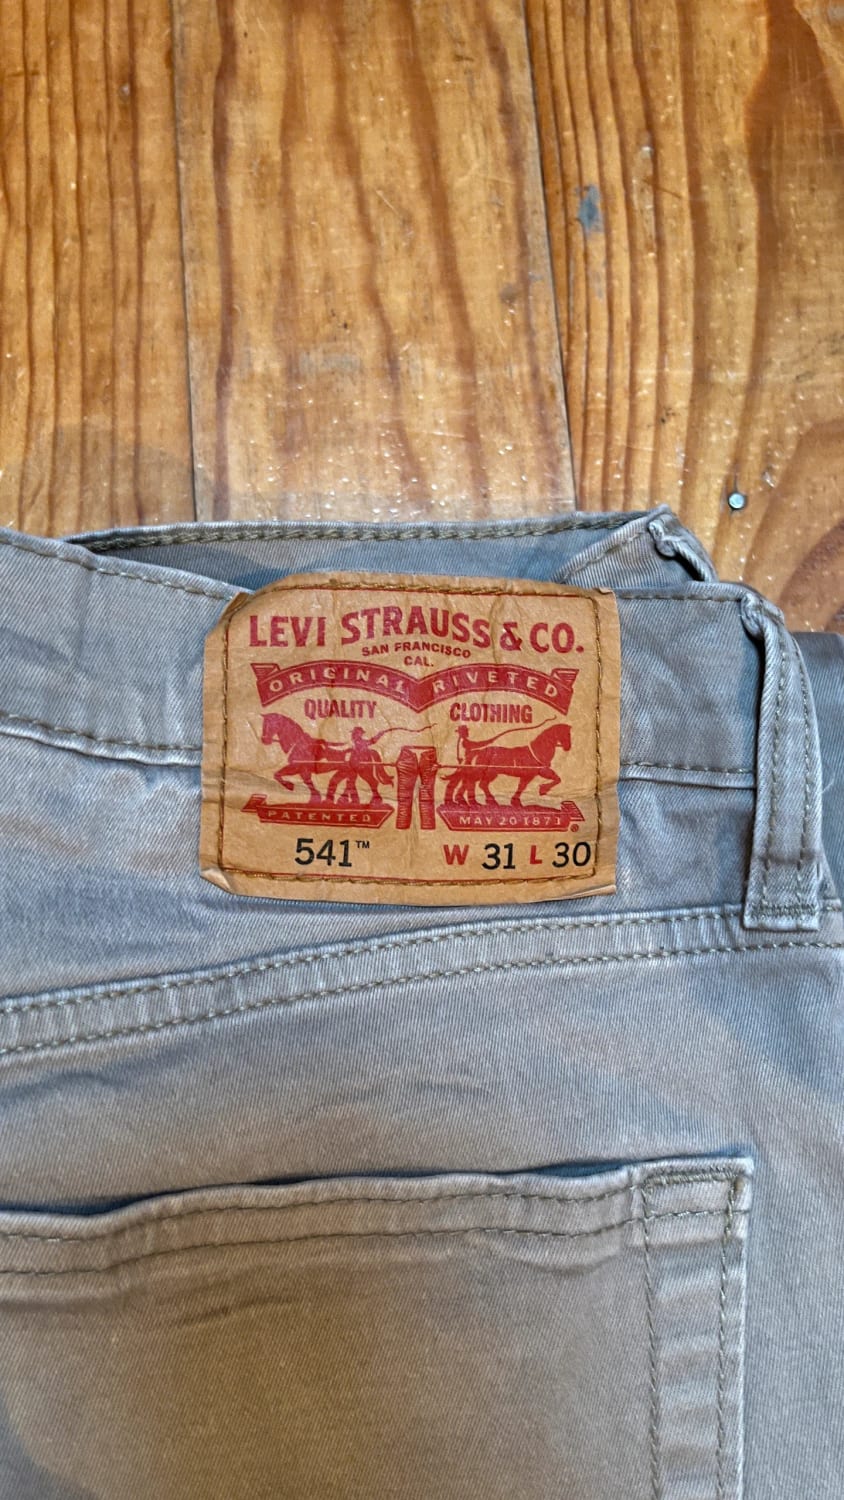 LEVI STRAUSS & CO.
SAN FRANCISCO
CAL.
ORIGINAL RIVETED
QUALITY CLOTHING
PATENTED MAY 20 1873
®
541™ W 31 L 30